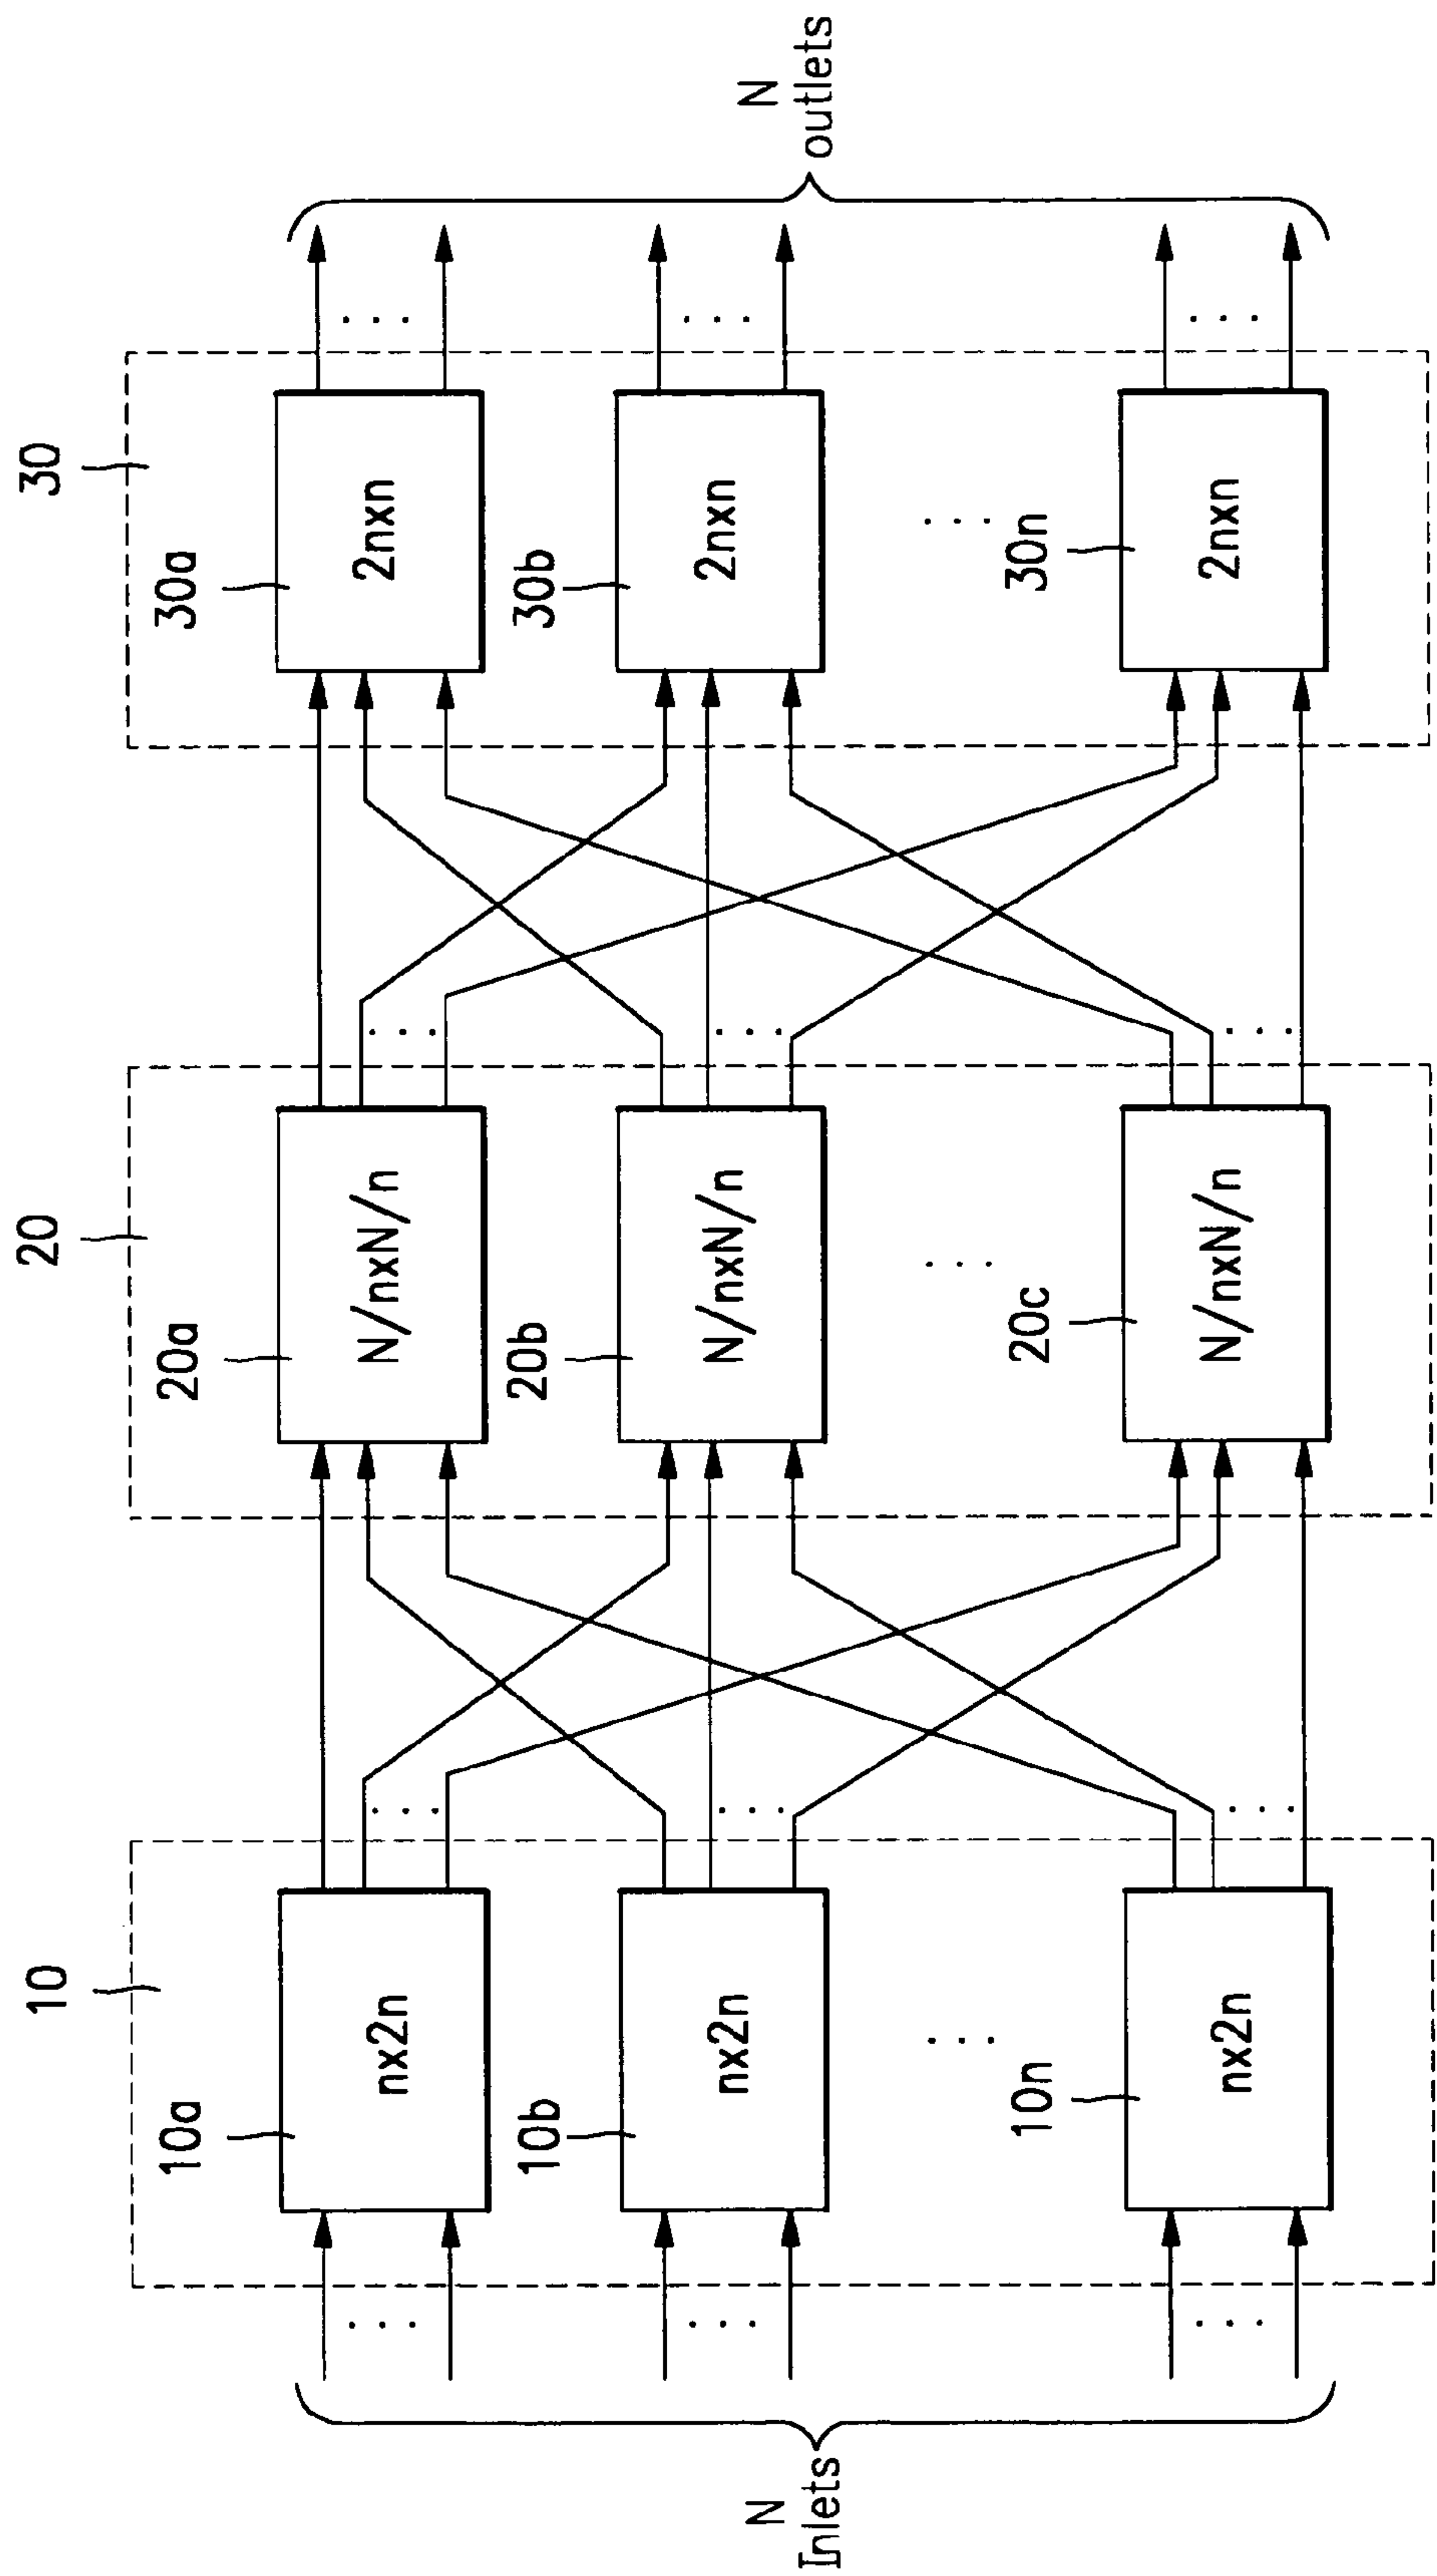 10
20
30
10a
nx2n
20a
N/nxN/n
30a
2nxn
10b
nx2n
20b
N/nxN/n
30b
2nxn
N
Inlets
N
outlets
10n
nx2n
20c
N/nxN/n
30n
2nxn